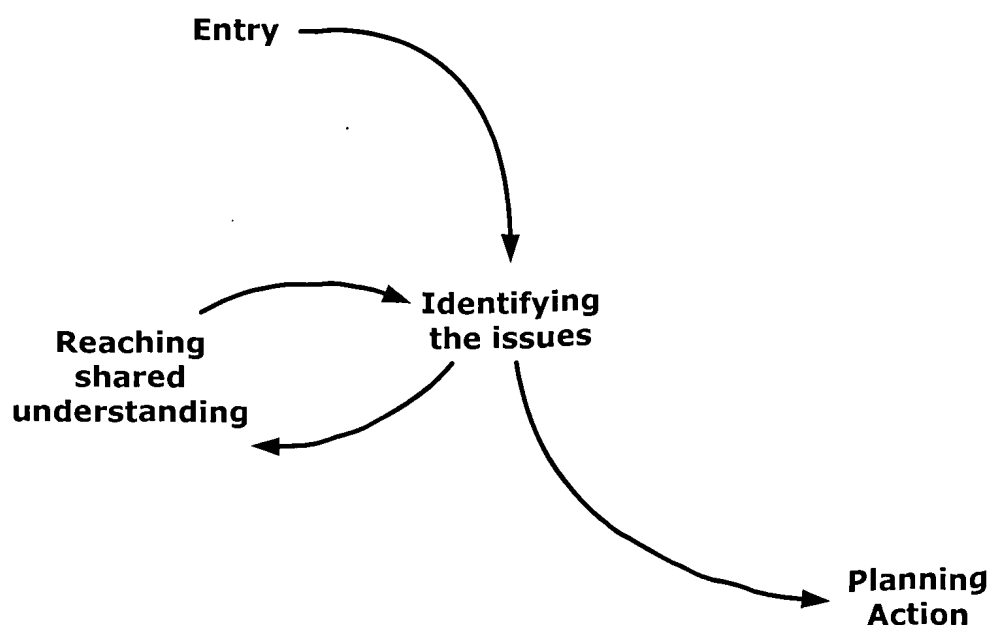 Entry
Identifying
the issues
Reaching
shared
understanding
Planning
Action